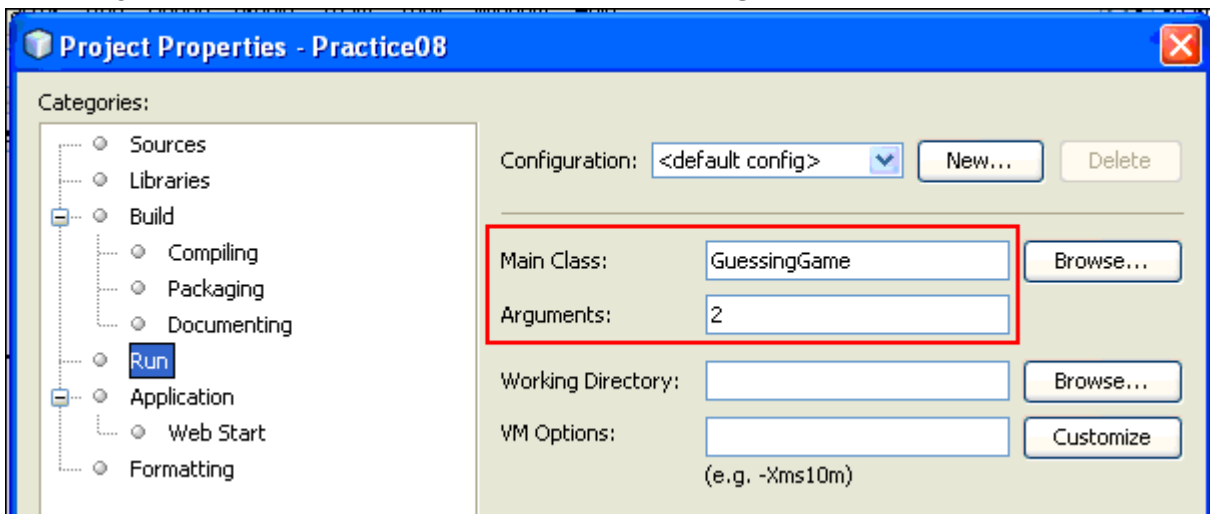 Project Properties - Practice08
Categories:
Sources
Libraries
Build
Compiling
Packaging
Documenting
Run
Application
Web Start
Formatting
Configuration: <default config> New... Delete
Main Class: GuessingGame Browse...
Arguments: 2
Working Directory: Browse...
VM Options: Customize
(e.g. -Xms10m)